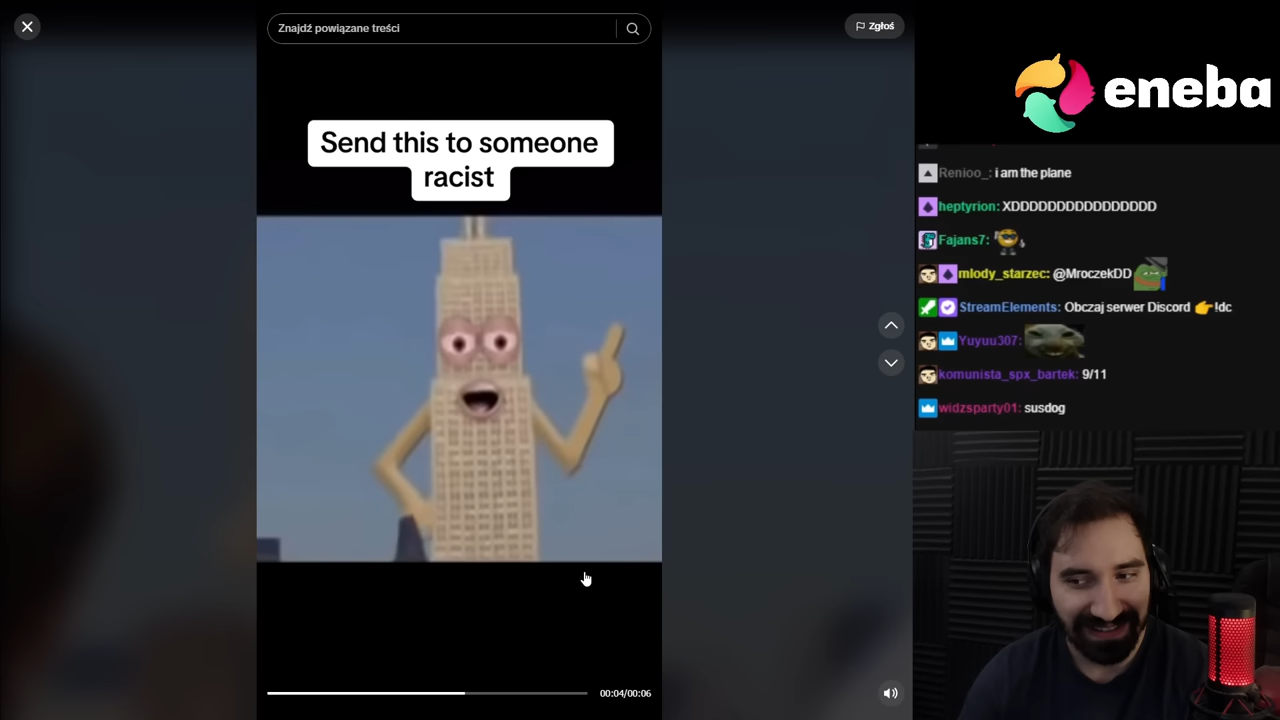 Znajdź powiązane treści
Zgłoś
Send this to someone
racist
00:04/00:06
eneba
Renioo_: i am the plane
heptyrion: XDDDDDDDDDDDDDDDDD
Fajans7:
mlody_starzec: @MroczekDD
StreamElements: Obczaj serwer Discord !dc
Yuyuu307:
komunista_spx_bartek: 9/11
widzsparty01: susdog